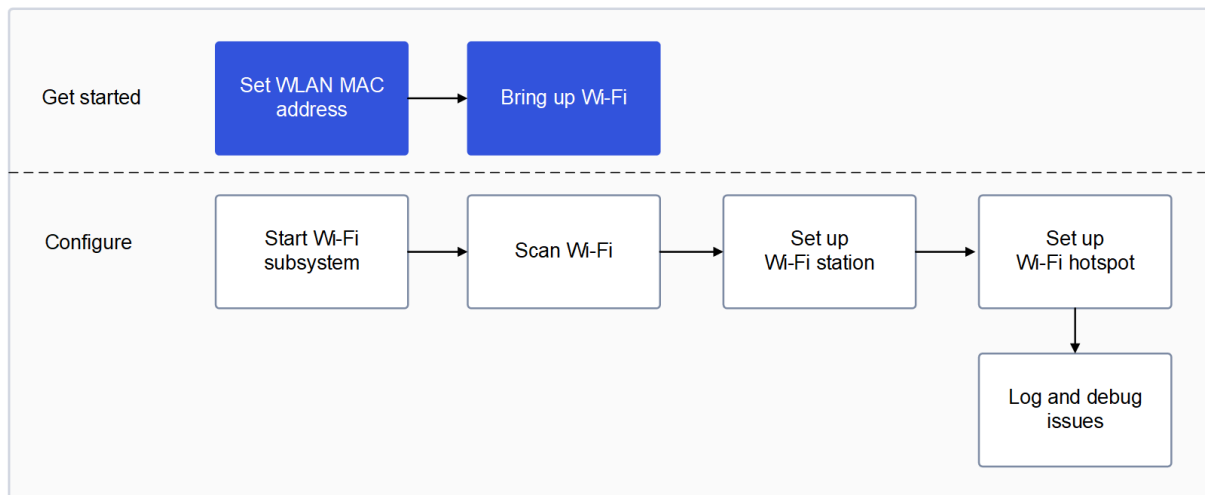 Get started
Set WLAN MAC
address
Bring up Wi-Fi
Configure
Start Wi-Fi
subsystem
Scan Wi-Fi
Set up
Wi-Fi station
Set up
Wi-Fi hotspot
Log and debug
issues